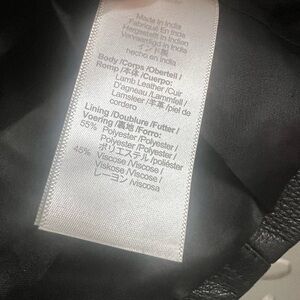 Made in India
Fabriqué En Inde
Hergestellt in Indien
Vervaardigd in India
インド製
hecho en India
Body /Corps /Oberteil /
Romp /本体 /Cuerpo:
Lamb Leather /Cuir
D'agneau /Lammfell /
Lamsleer /羊革 /piel de
cordero
Lining /Doublure /Futter /
Voering /裏地 /Forro:
55% Polyester /Polyester /
Polyester /Polyester
/ポリエステル /poliéster
45% Viscose /Viscose /
Viskose /Viscose /
レーヨン /viscosa